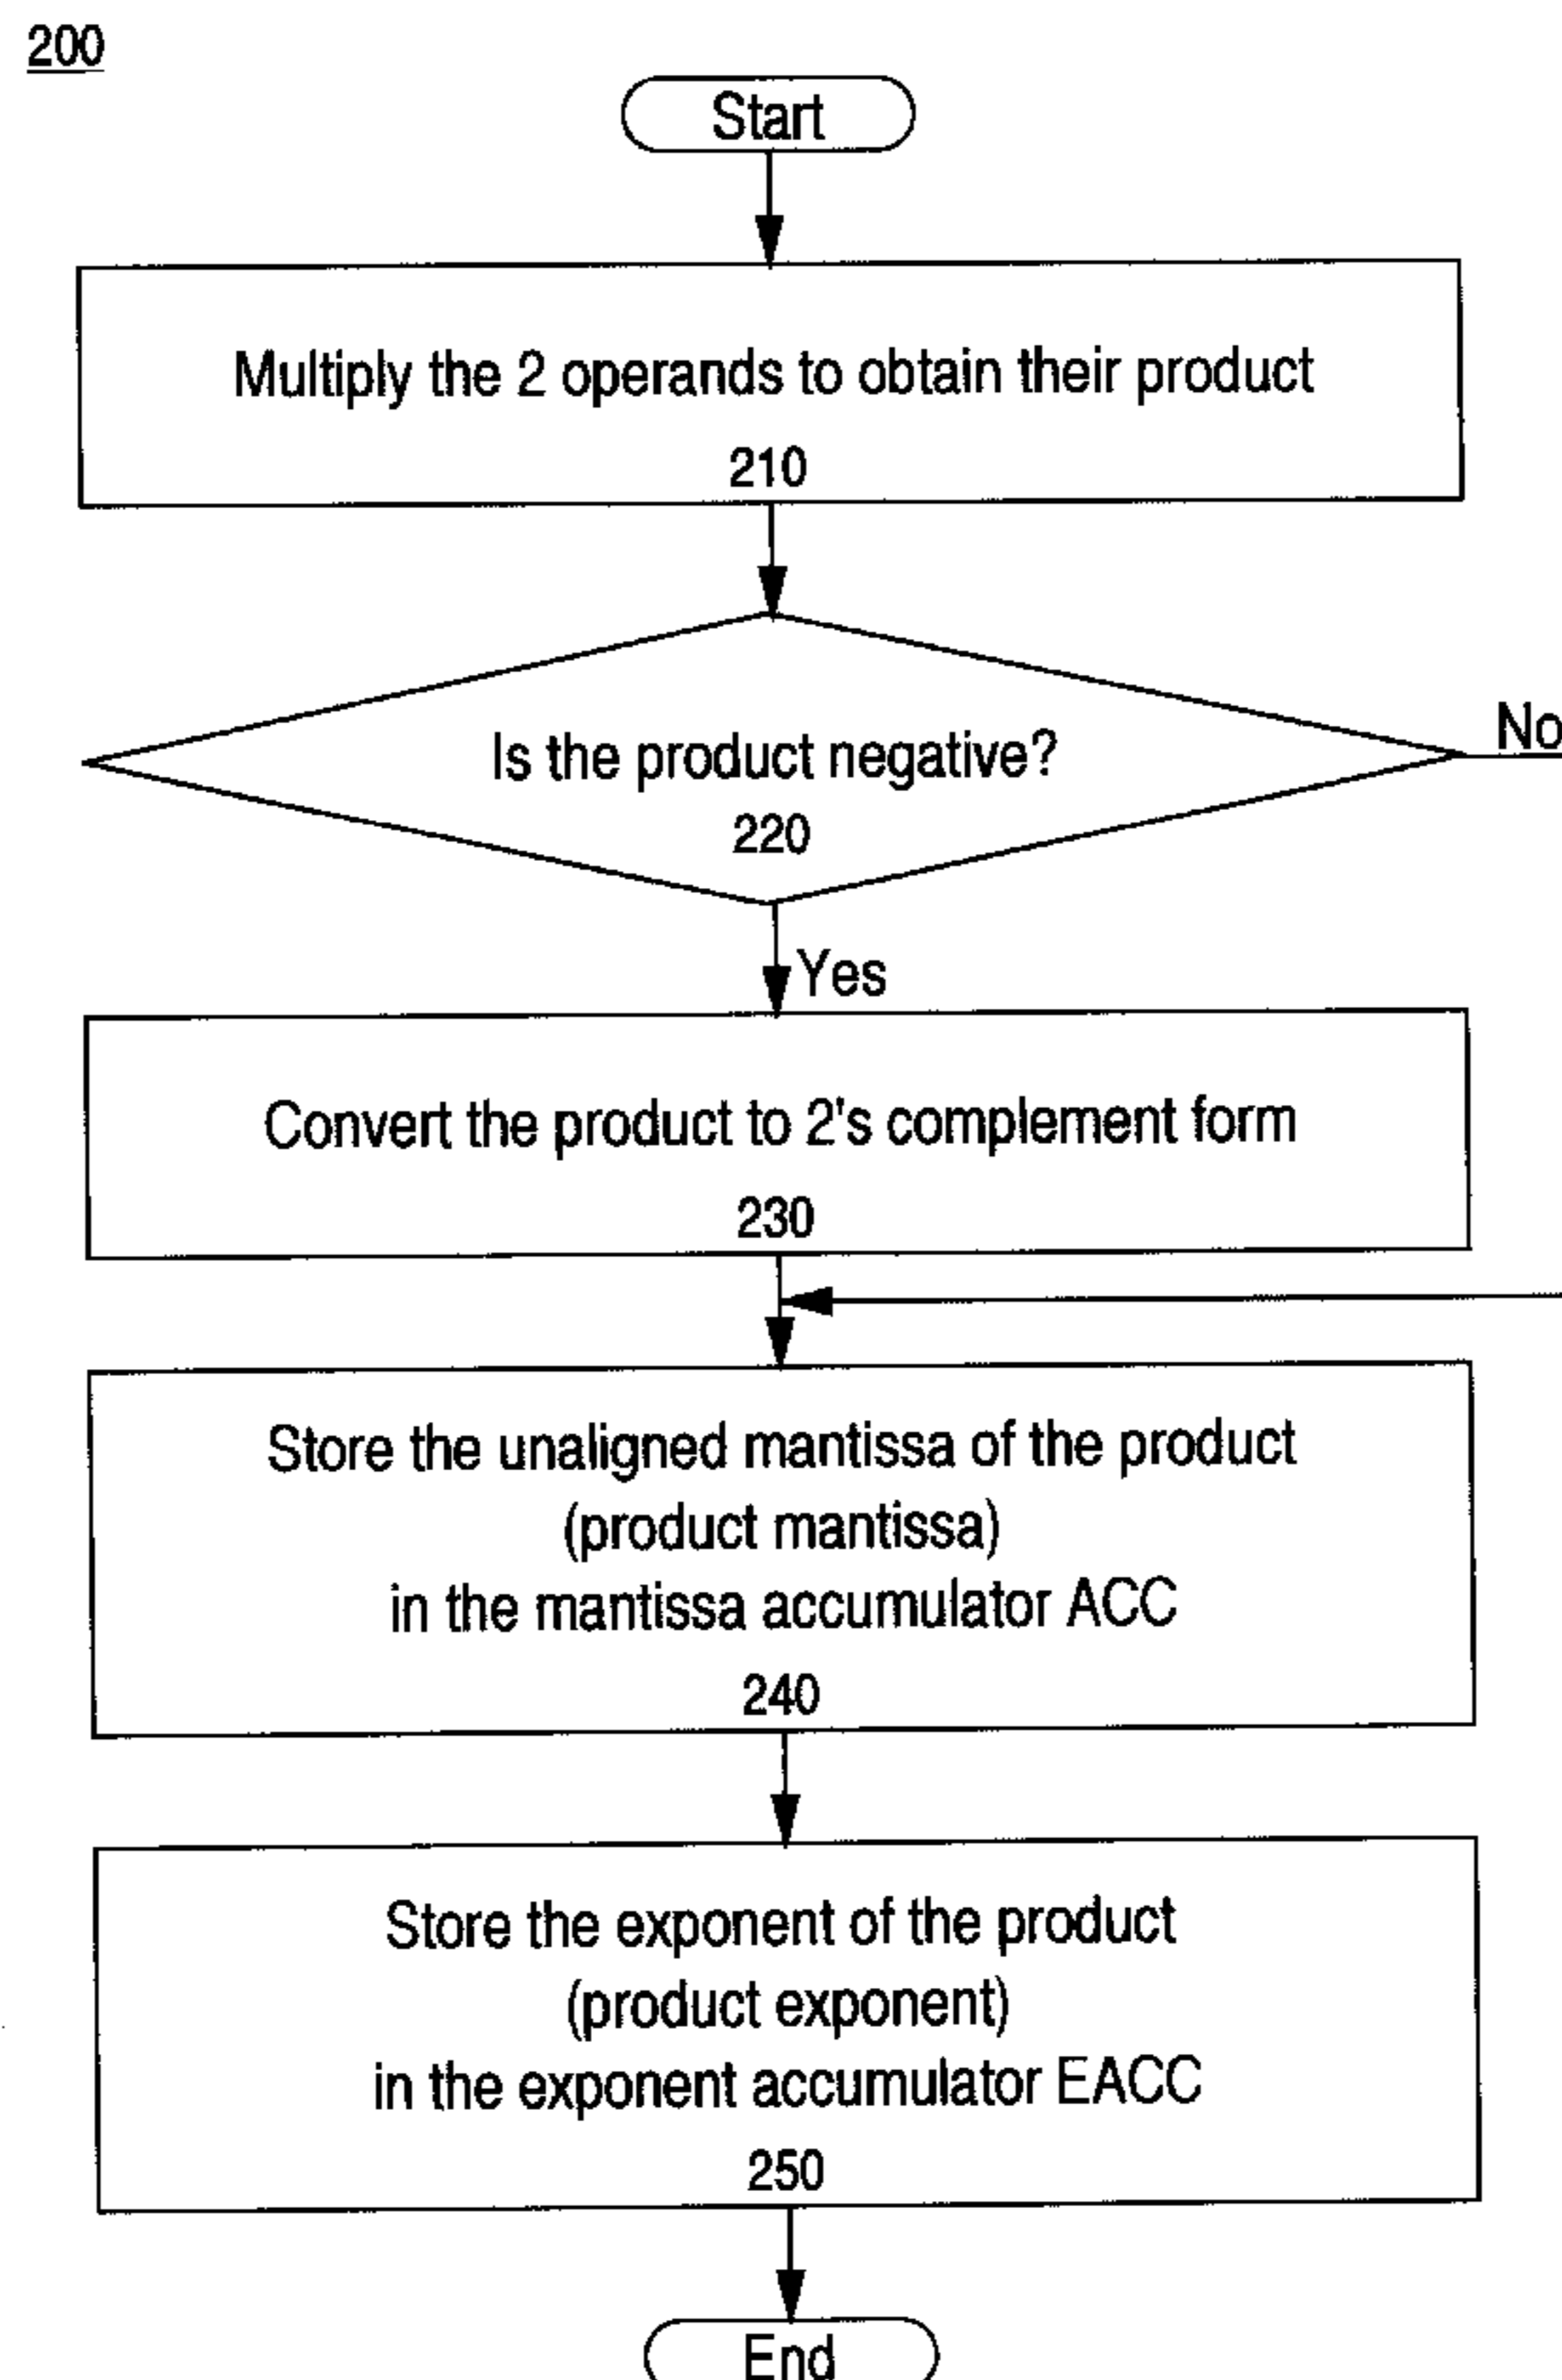 200
Start
Multiply the 2 operands to obtain their product
210
Is the product negative?
220
No
Yes
Convert the product to 2's complement form
230
Store the unaligned mantissa of the product
(product mantissa)
in the mantissa accumulator ACC
240
Store the exponent of the product
(product exponent)
in the exponent accumulator EACC
250
End